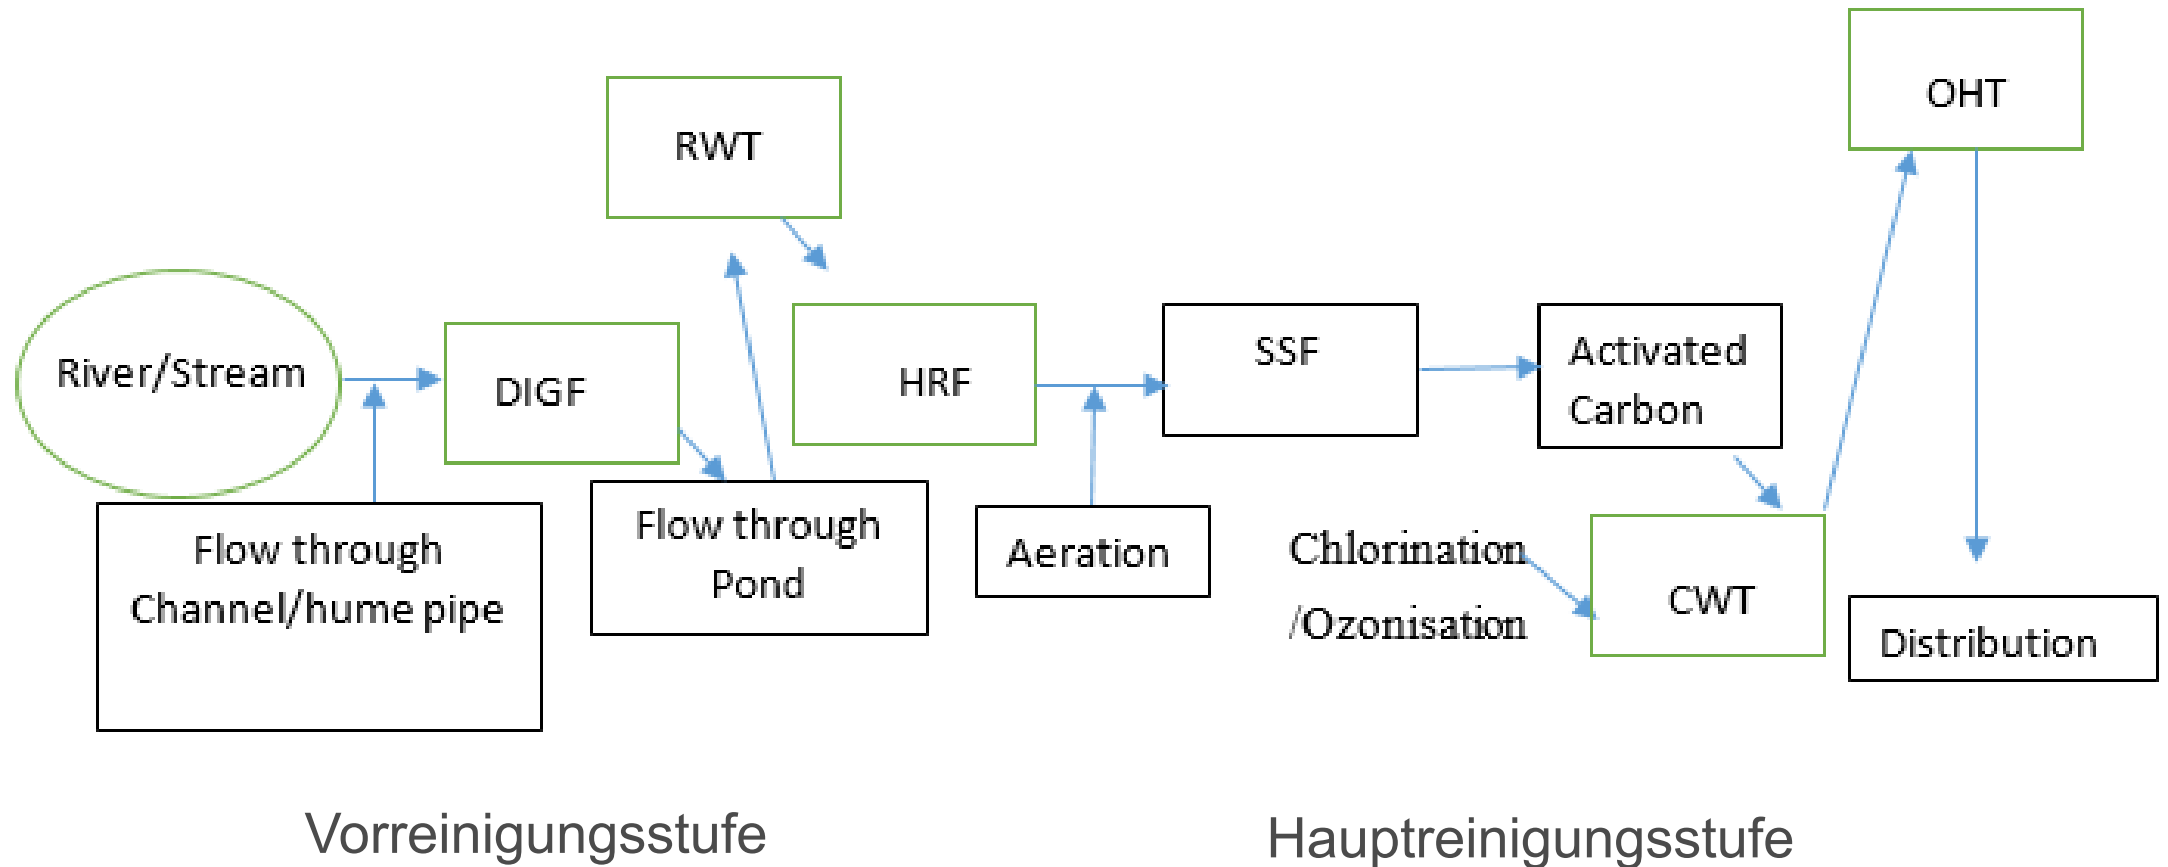 River/Stream
Flow through
Channel/hume pipe
DIGF
Flow through
Pond
RWT
HRF
Aeration
SSF
Activated
Carbon
Chlorination
/Ozonisation
CWT
OHT
Distribution
Vorreinigungsstufe
Hauptreinigungsstufe